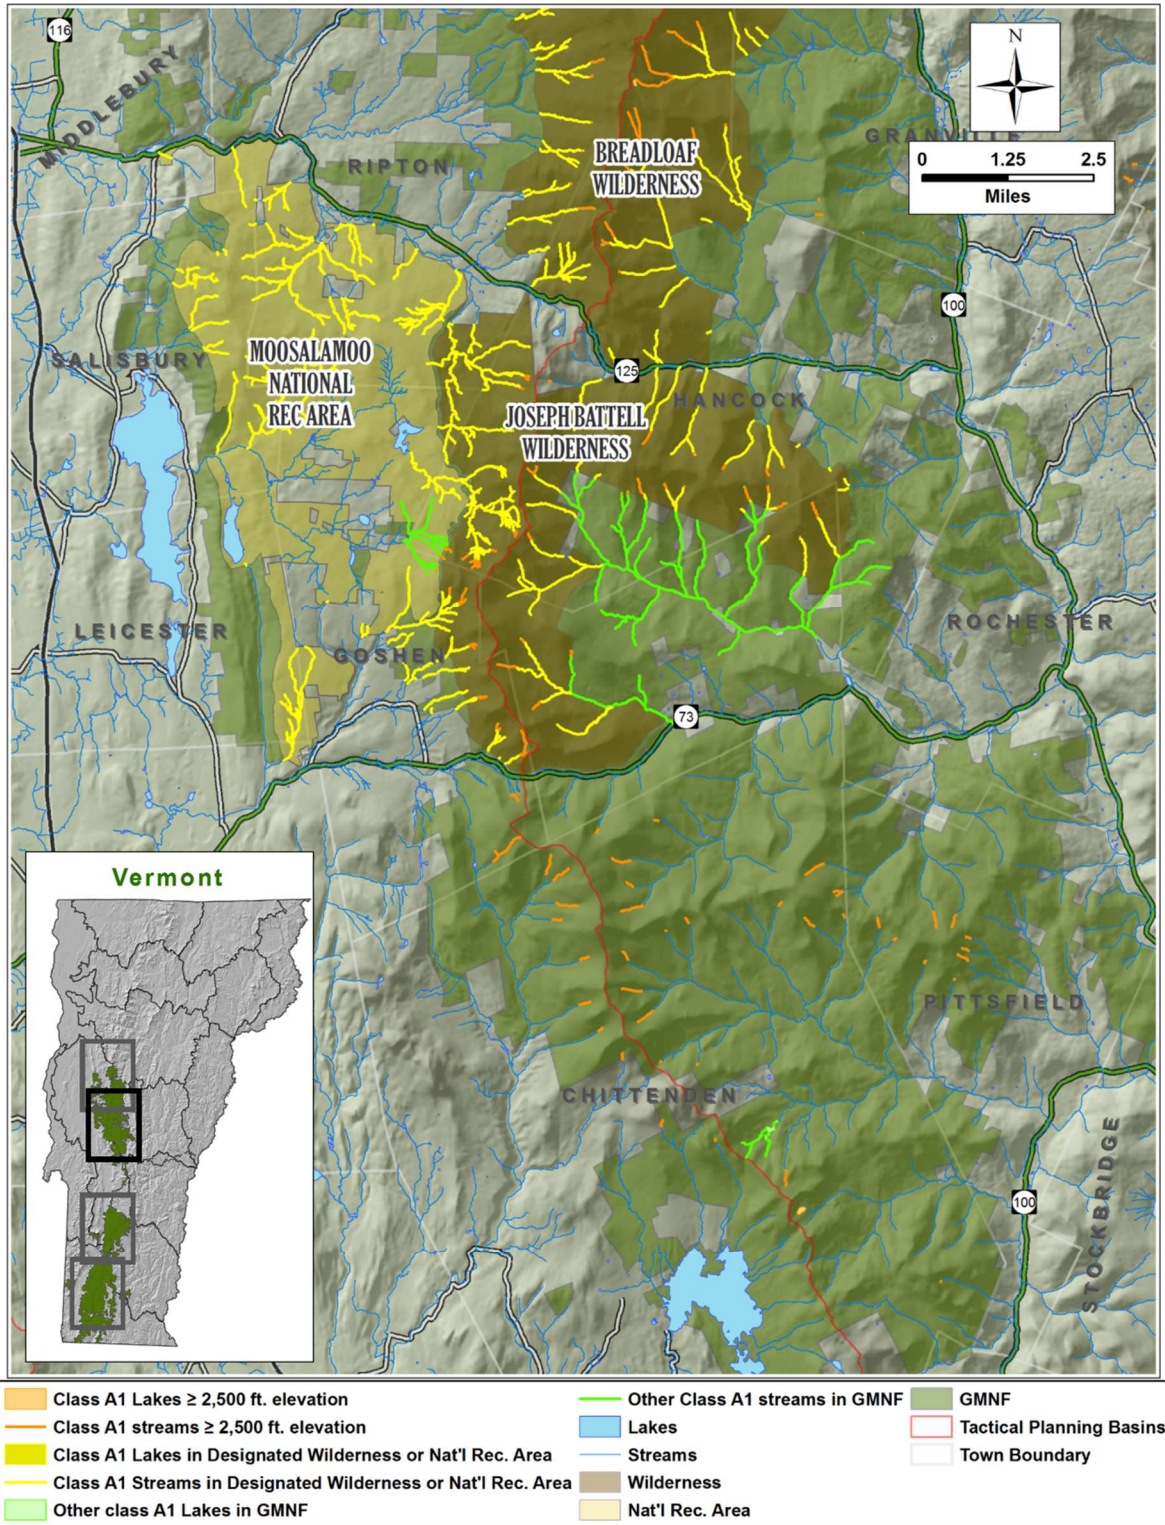 116
MIDDLEBURY
N
GRANVILLE
0 1.25 2.5
Miles
RIPTON
BREADLOAF
WILDERNESS
100
SALISBURY
MOOSALAMOO
NATIONAL
REC AREA
125
HANCOCK
JOSEPH BATTELL
WILDERNESS
LEICESTER
ROCHESTER
GOSHEN
73
Vermont
PITTSFIELD
CHITTENDEN
STOCKBRIDGE
100
Class A1 Lakes ≥ 2,500 ft. elevation
Class A1 streams ≥ 2,500 ft. elevation
Class A1 Lakes in Designated Wilderness or Nat'l Rec. Area
Class A1 Streams in Designated Wilderness or Nat'l Rec. Area
Other class A1 Lakes in GMNF
Other Class A1 streams in GMNF
Lakes
Streams
Wilderness
Nat'l Rec. Area
GMNF
Tactical Planning Basins
Town Boundary